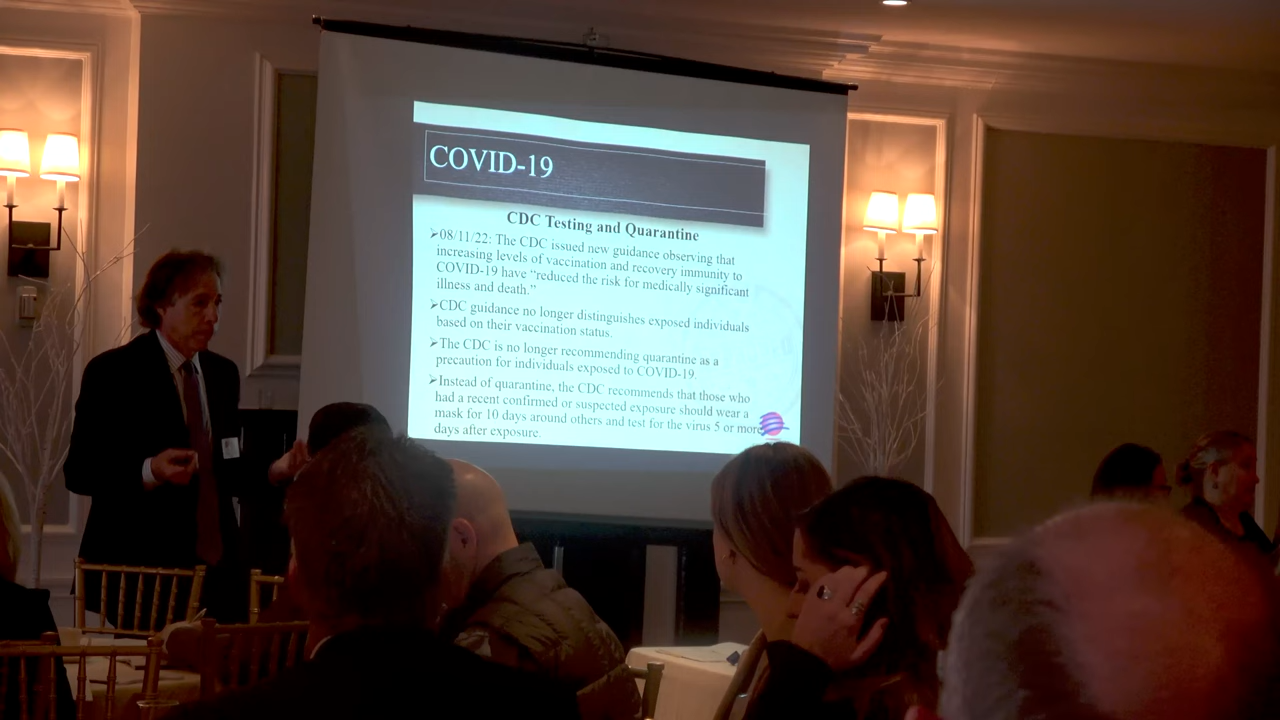 COVID-19
CDC Testing and Quarantine
➢08/11/22: The CDC issued new guidance observing that
increasing levels of vaccination and recovery immunity to
COVID-19 have “reduced the risk for medically significant
illness and death.”
➢CDC guidance no longer distinguishes exposed individuals
based on their vaccination status.
➢The CDC is no longer recommending quarantine as a
precaution for individuals exposed to COVID-19.
➢Instead of quarantine, the CDC recommends that those who
had a recent confirmed or suspected exposure should wear a
mask for 10 days around others and test for the virus 5 or more
days after exposure.